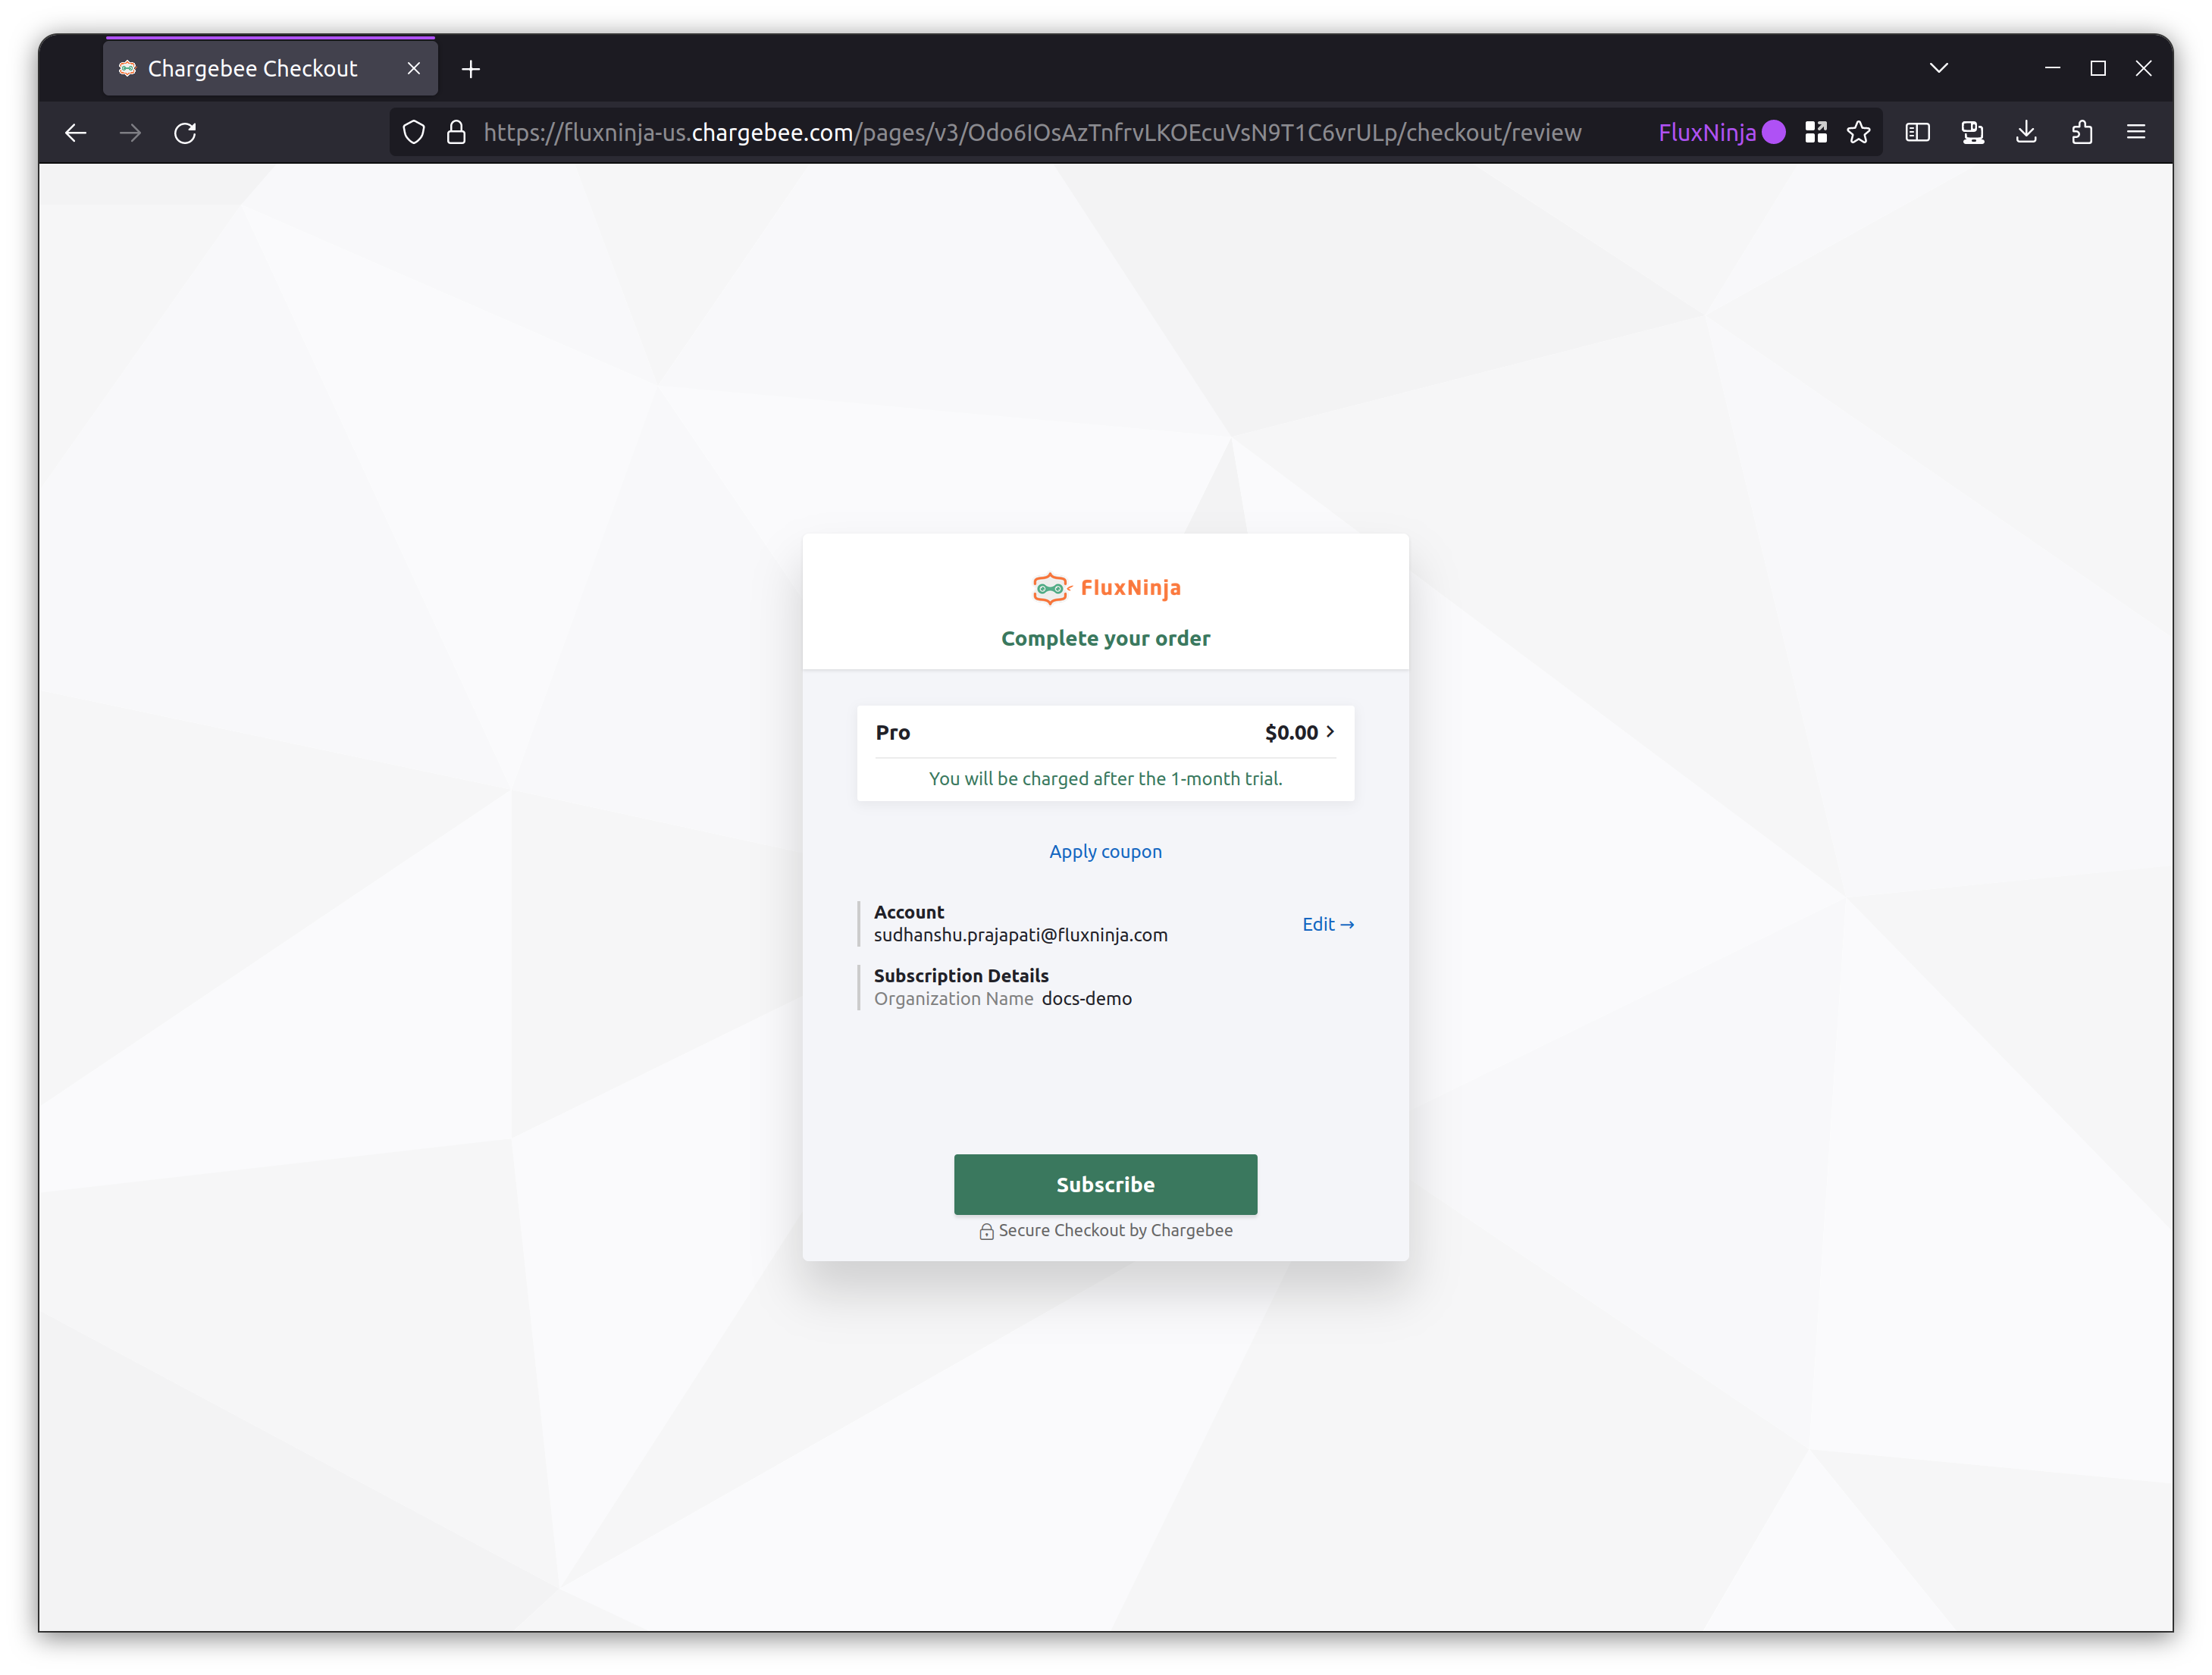 Chargebee Checkout
https://fluxninja-us.chargebee.com/pages/v3/Odo6IOsAzTnfrvLKOEcuVsN9T1C6vrULp/checkout/review
FluxNinja
FluxNinja
Complete your order
Pro $0.00
You will be charged after the 1-month trial.
Apply coupon
Account
sudhanshu.prajapati@fluxninja.com
Edit →
Subscription Details
Organization Name docs-demo
Subscribe
Secure Checkout by Chargebee